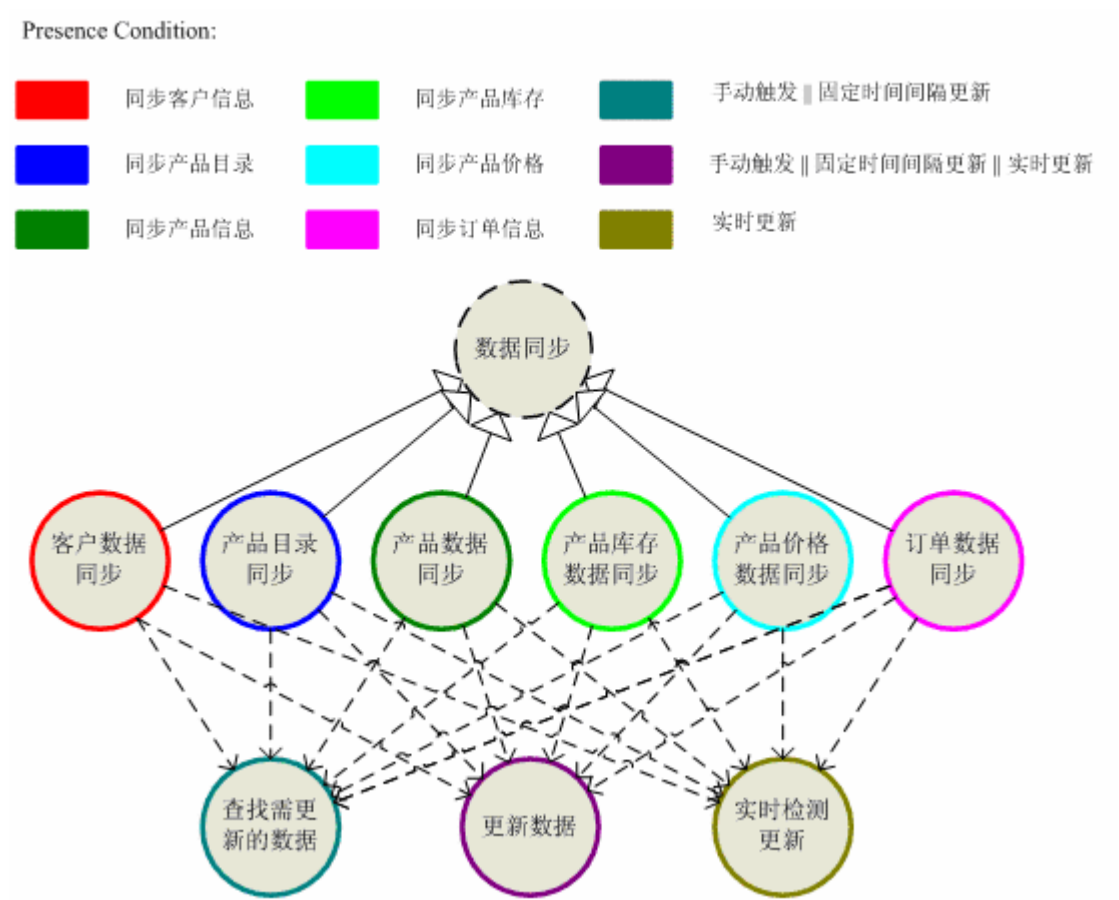 Presence Condition:
同步客户信息
同步产品库存
手动触发 || 固定时间间隔更新
同步产品目录
同步产品价格
手动触发 || 固定时间间隔更新 || 实时更新
同步产品信息
同步订单信息
实时更新
数据同步
客户数据
同步
产品目录
同步
产品数据
同步
产品库存
数据同步
产品价格
数据同步
订单数据
同步
查找需更
新的数据
更新数据
实时检测
更新